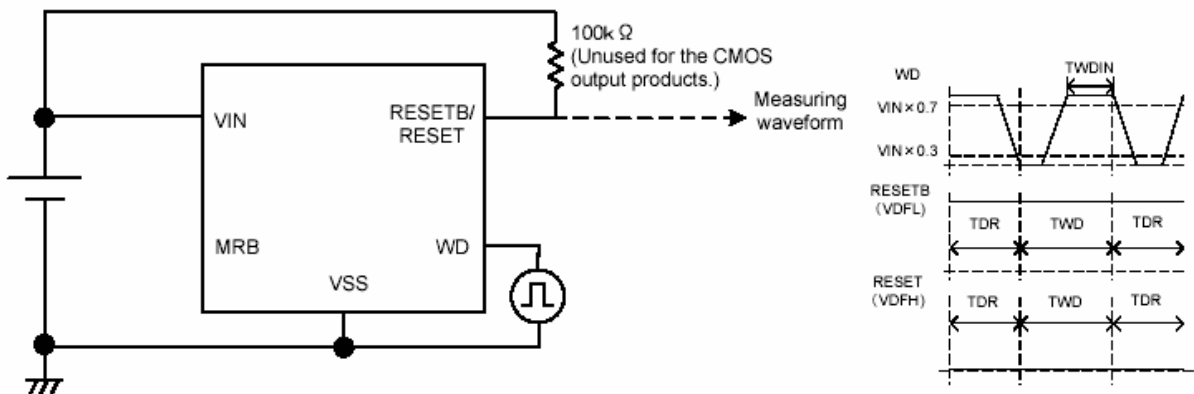 100k Ω
(Unused for the CMOS
output products.)
VIN
RESETB/
RESET
Measuring
waveform
MRB
WD
VSS
TWDIN
WD
VIN×0.7
VIN×0.3
RESETB
(VDFL)
TDR TWD TDR
RESET
(VDFH)
TDR TWD TDR